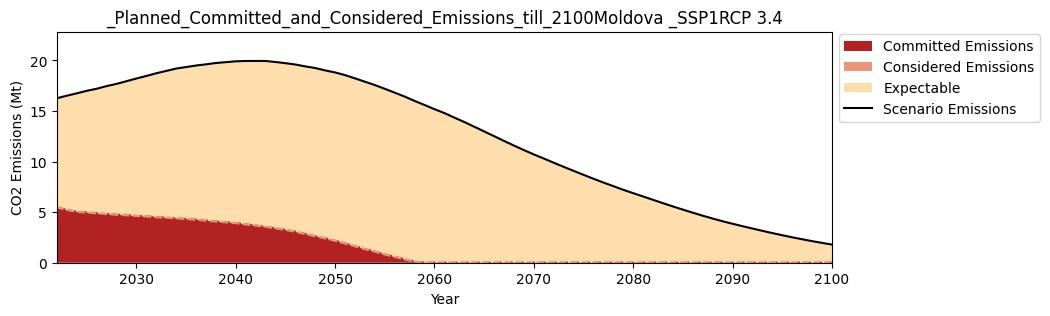 _Planned_Committed_and_Considered_Emissions_till_2100Moldova _SSP1RCP 3.4
Committed Emissions
Considered Emissions
Expectable
Scenario Emissions
CO2 Emissions (Mt)
20
15
10
5
0
2030 2040 2050 2060 2070 2080 2090 2100
Year